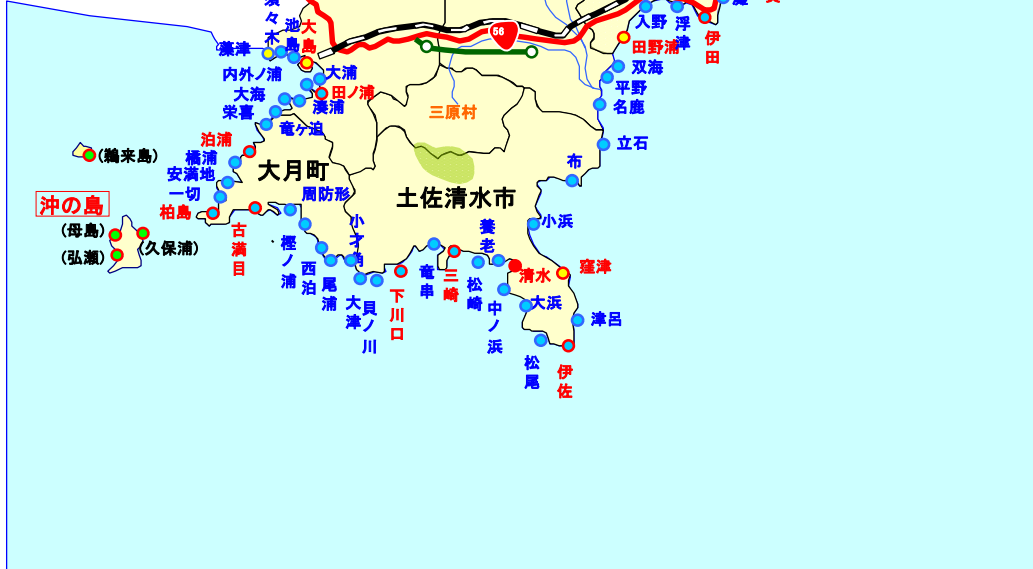 々木
池島
大島
56
入野
浮津
伊田
田野浦
双海
平野
名鹿
立石
布
藻津
内外ノ浦
大浦
大海
田ノ浦
栄喜
湊浦
竜ヶ迫
三原村
泊浦
橘浦
安満地
一切
柏島
大月町
周防形
土佐清水市
(鵜来島)
沖の島
(母島)
(久保浦)
(弘瀬)
古満目
樫ノ浦
西泊
尾浦
小才角
大津
貝ノ川
下川口
竜串
三崎
松崎
養老
中ノ浜
清水
小浜
窪津
大浜
津呂
松尾
伊佐